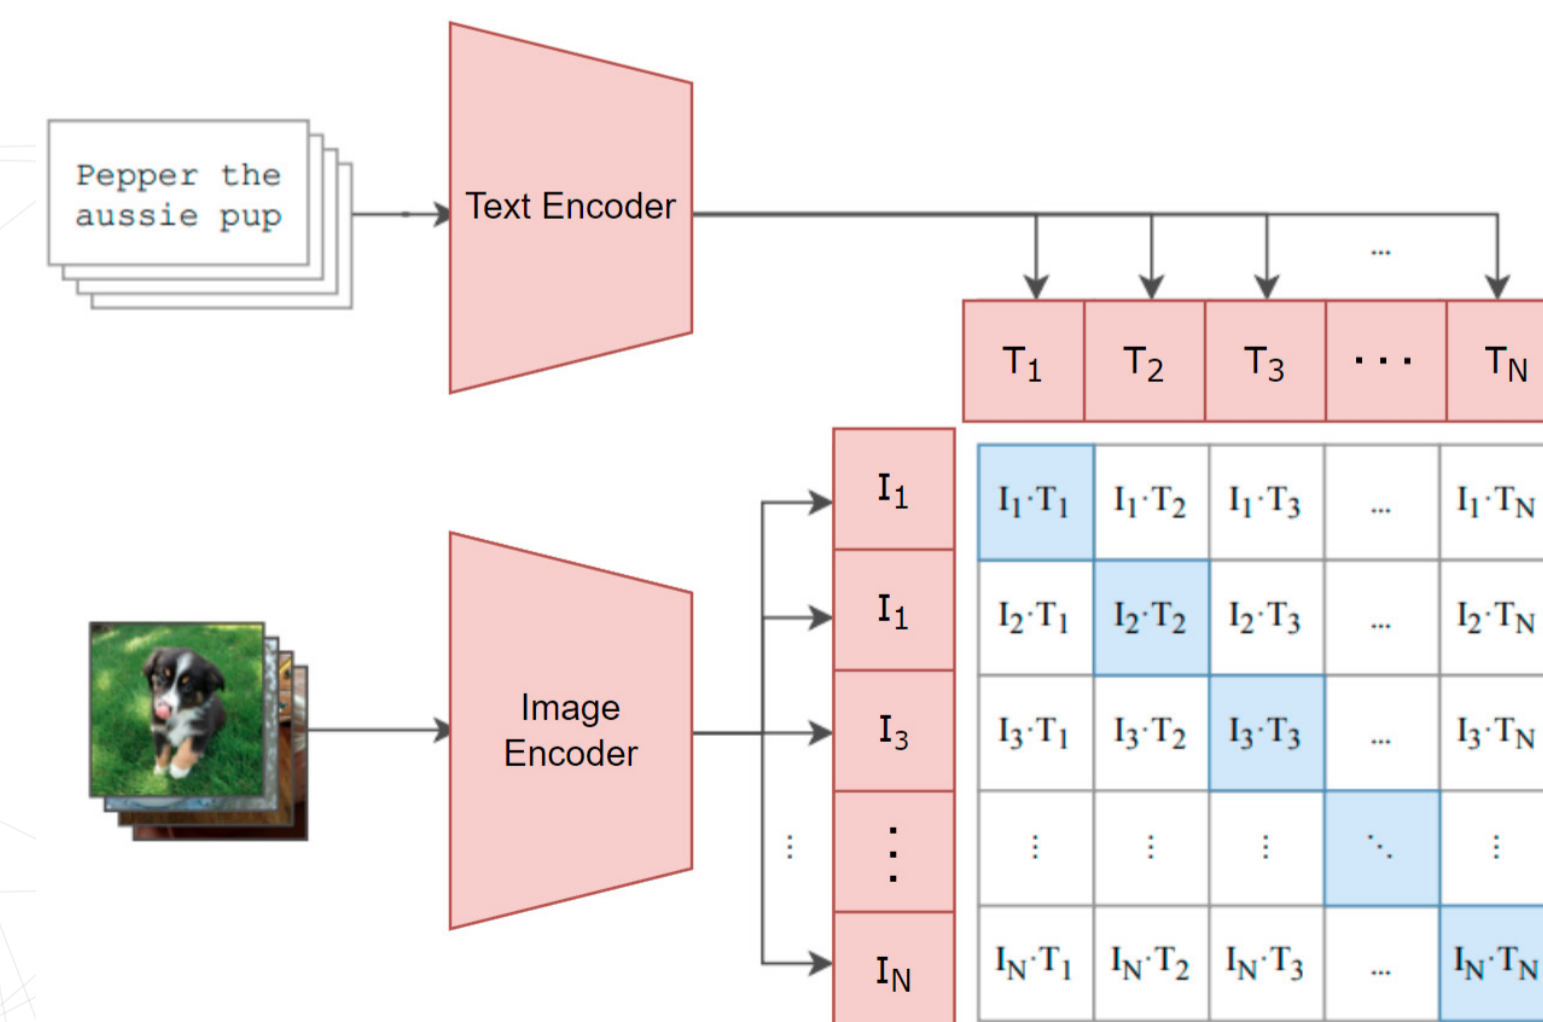 Pepper the
aussie pup
Text Encoder
...
T1 T2 T3 ... TN
I1
I1
I3
⋮
IN
Image
Encoder
⋮
I1·T1 I1·T2 I1·T3 ... I1·TN
I2·T1 I2·T2 I2·T3 ... I2·TN
I3·T1 I3·T2 I3·T3 ... I3·TN
⋮ ⋮ ⋮ ⋱ ⋮
IN·T1 IN·T2 IN·T3 ... IN·TN